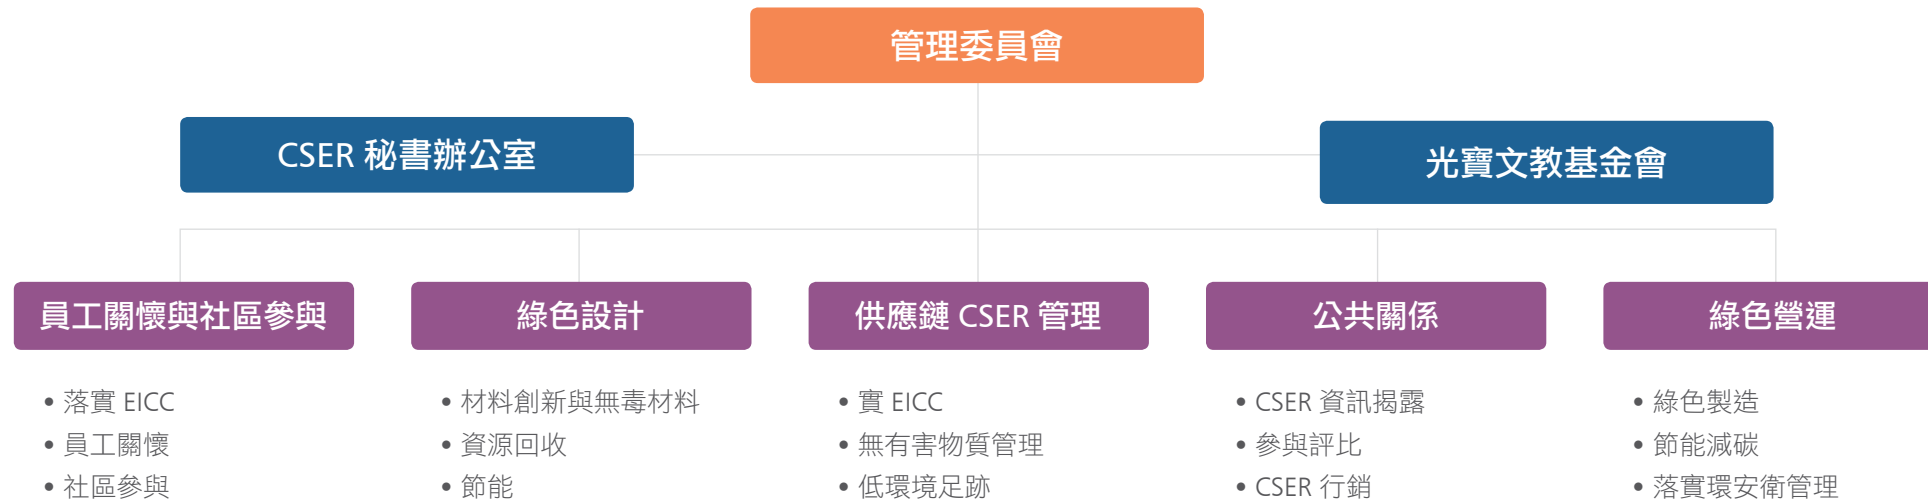 管理委員會
CSER 秘書辦公室
光寶文教基金會
員工關懷與社區參與
綠色設計
供應鏈 CSER 管理
公共關係
綠色營運
• 落實 EICC
• 員工關懷
• 社區參與
• 材料創新與無毒材料
• 資源回收
• 節能
• 實 EICC
• 無有害物質管理
• 低環境足跡
• CSER 資訊揭露
• 參與評比
• CSER 行銷
• 綠色製造
• 節能減碳
• 落實環安衛管理